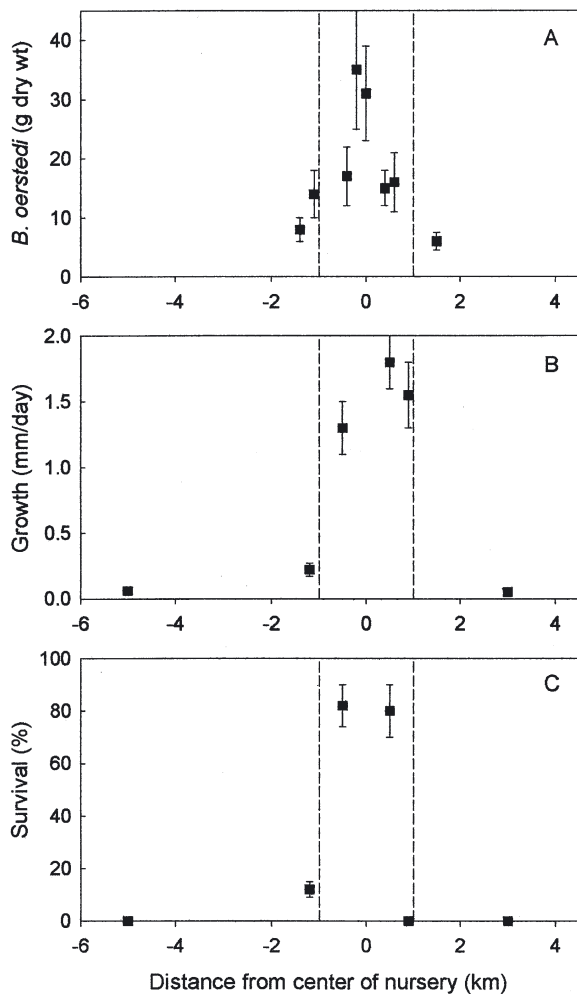 A
B. oerstedi (g dry wt)
40
30
20
10
0
-6 -4 -2 0 2 4
B
Growth (mm/day)
2.0
1.5
1.0
0.5
0.0
-6 -4 -2 0 2 4
C
Survival (%)
100
80
60
40
20
0
-6 -4 -2 0 2 4
Distance from center of nursery (km)